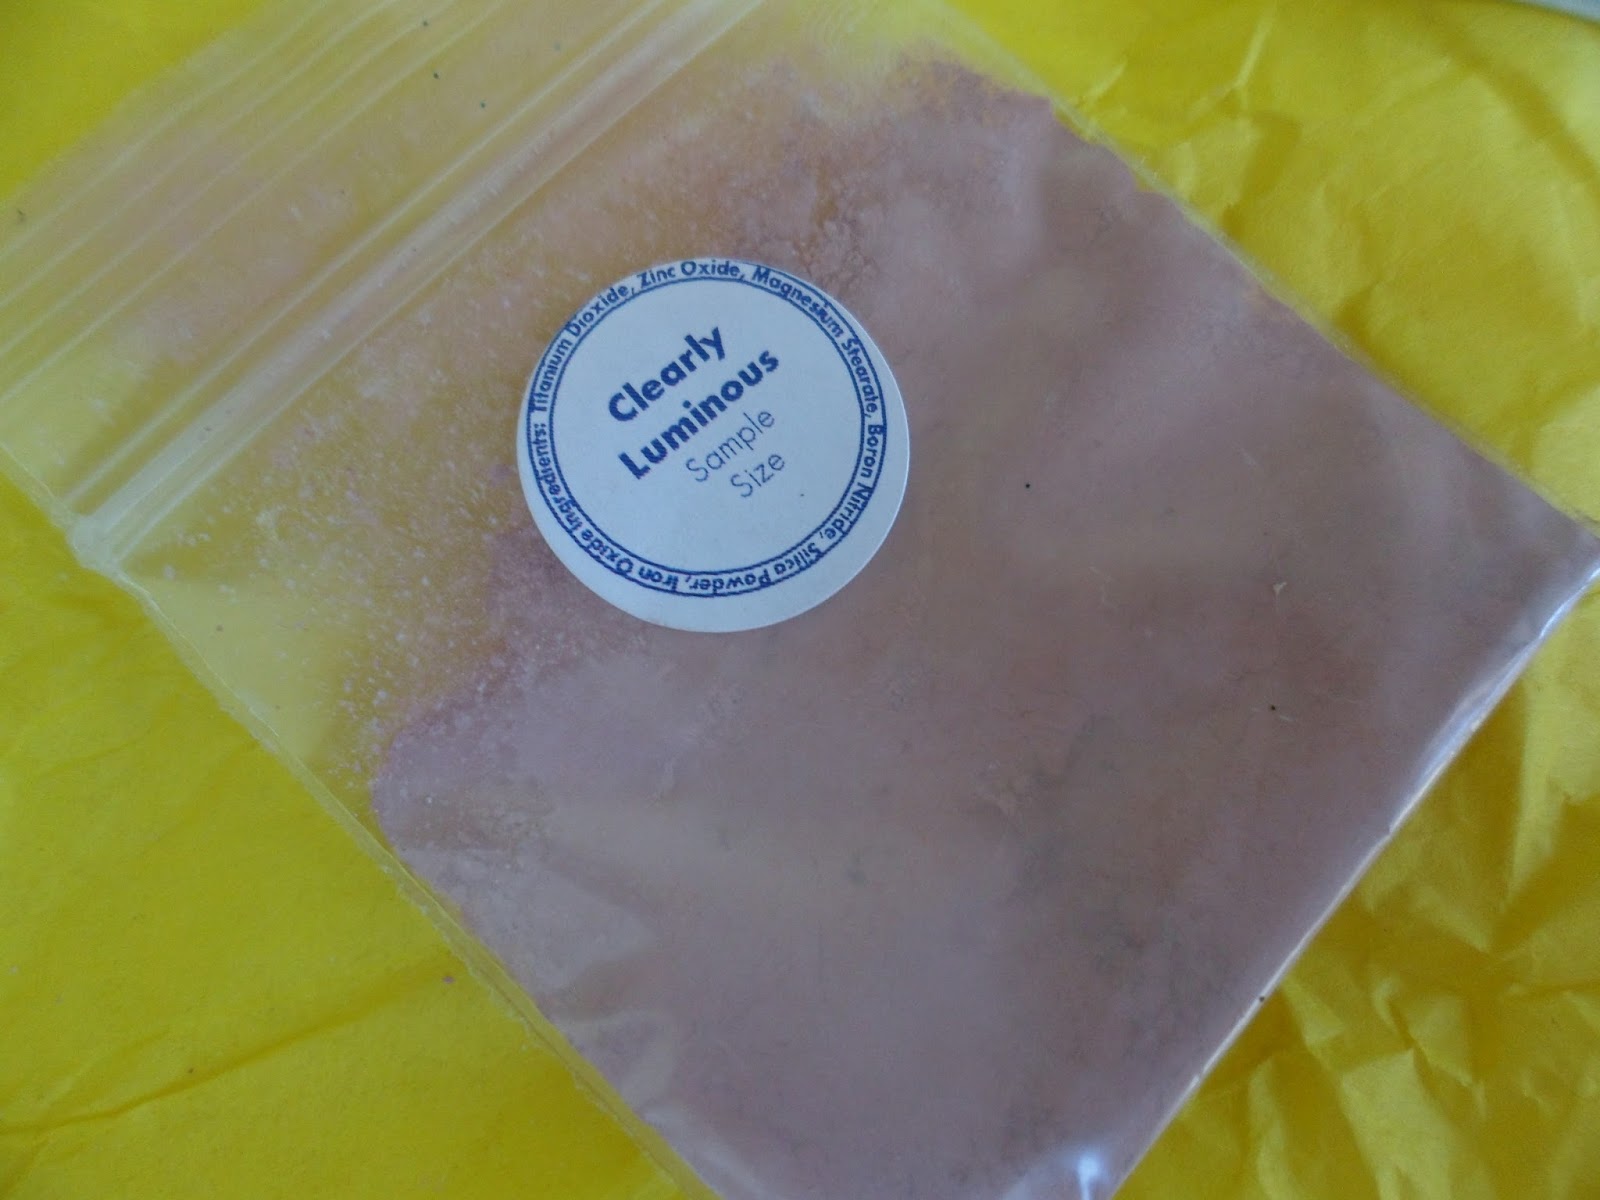 Clearly
Luminous
Sample
Size
Ingredients: Titanium Dioxide, Zinc Oxide, Magnesium Stearate, Boron Nitride, Silica Powder, Iron Oxide